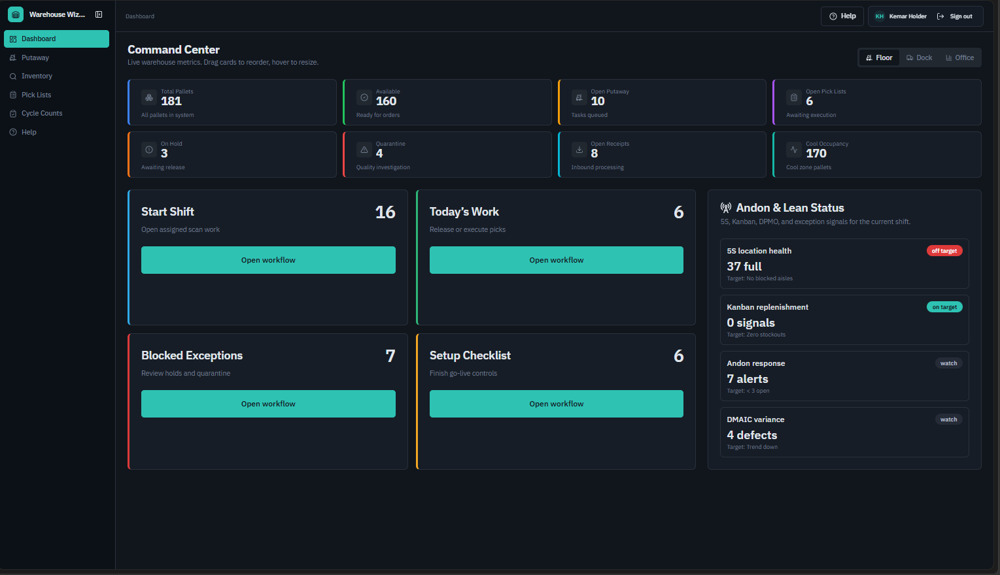 Warehouse Wiz...
Dashboard
Putaway
Inventory
Pick Lists
Cycle Counts
Help
Dashboard
Help
KH Kemar Holder Sign out
Command Center
Live warehouse metrics. Drag cards to reorder, hover to resize.
Floor Dock Office
Total Pallets
181
All pallets in system
Available
160
Ready for orders
Open Putaway
10
Tasks queued
Open Pick Lists
6
Awaiting execution
On Hold
3
Awaiting release
Quarantine
4
Quality investigation
Open Receipts
8
Inbound processing
Cool Occupancy
170
Cool zone pallets
Start Shift 16
Open assigned scan work
Open workflow
Today's Work 6
Release or execute picks
Open workflow
Blocked Exceptions 7
Review holds and quarantine
Open workflow
Setup Checklist 6
Finish go-live controls
Open workflow
Andon & Lean Status
5S, Kanban, DPMO, and exception signals for the current shift.
5S location health off target
37 full
Target: No blocked aisles
Kanban replenishment on target
0 signals
Target: Zero stockouts
Andon response watch
7 alerts
Target: < 3 open
DMAIC variance watch
4 defects
Target: Trend down